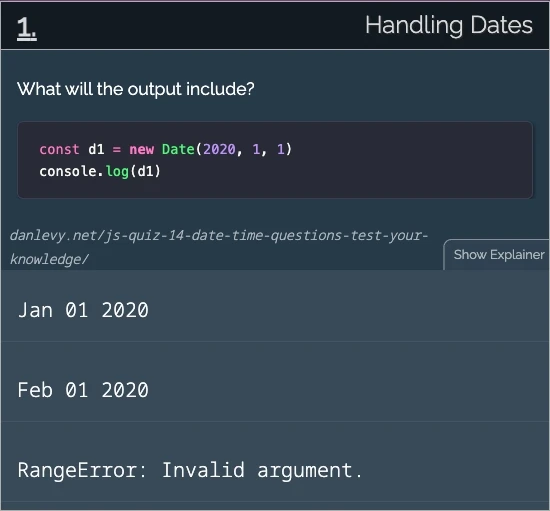 1.
Handling Dates
What will the output include?
const d1 = new Date(2020, 1, 1)
console.log(d1)
danlevy.net/js-quiz-14-date-time-questions-test-your-
knowledge/
Show Explainer
Jan 01 2020
Feb 01 2020
RangeError: Invalid argument.